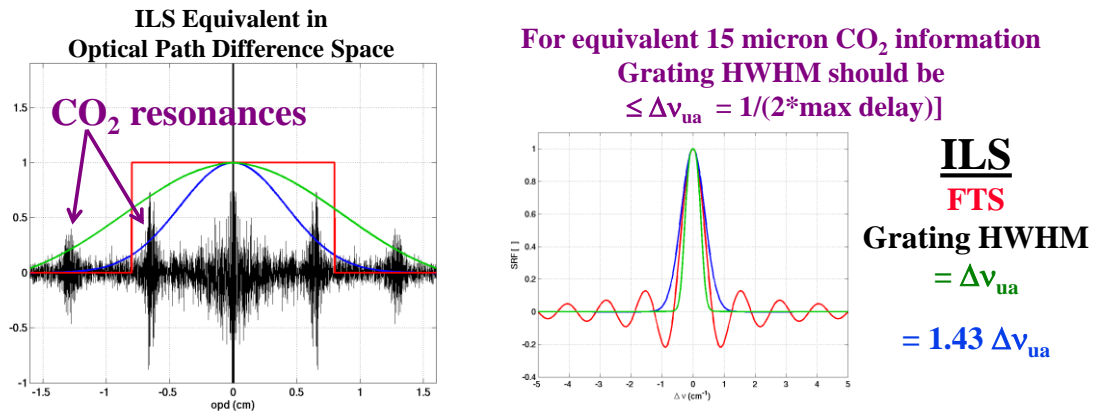 ILS Equivalent in
Optical Path Difference Space
CO₂ resonances
1.5
1
0.5
0
-0.5
-1
-1.5 -1 -0.5 0 0.5 1 1.5
opd (cm)
For equivalent 15 micron CO₂ information
Grating HWHM should be
≤ Δνᵤₐ = 1/(2*max delay)]
SRF [ ]
1
0.8
0.6
0.4
0.2
0
-0.2
-0.4
-5 -4 -3 -2 -1 0 1 2 3 4 5
Δ ν (cm⁻¹)
ILS
FTS
Grating HWHM
= Δνᵤₐ
= 1.43 Δνᵤₐ